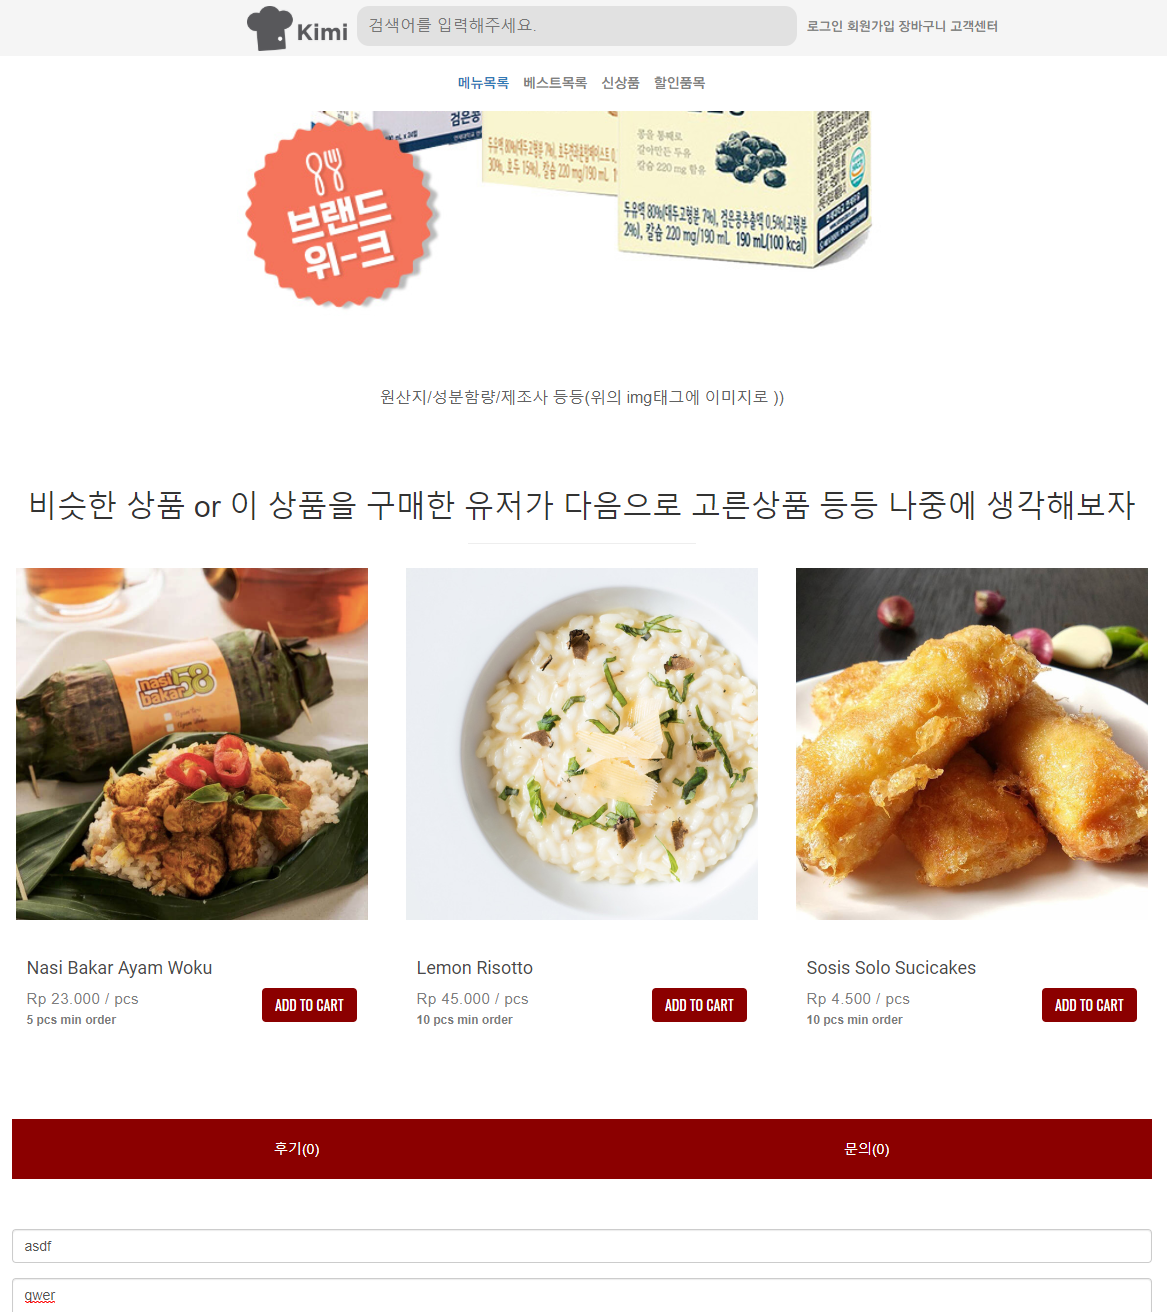 Kimi
검색어를 입력해주세요.
로그인 회원가입 장바구니 고객센터
메뉴목록 베스트목록 신상품 할인품목
검은콩
콩을 통째로
갈아만든 두유
칼슘 220 mg 함유
30%, 호두 15%), 칼슘 220 mg/190 mL
브랜드
위-크
두유액 80%(대두고형분 7%), 검은콩추출액 0.5%(고형분
2%), 칼슘 220 mg/190 mL 190 mL(100 kcal)
원산지/성분함량/제조사 등등(위의 img태그에 이미지로 ))
비슷한 상품 or 이 상품을 구매한 유저가 다음으로 고른상품 등등 나중에 생각해보자
nasi
bakar 58
Nasi Bakar Ayam Woku
Rp 23.000 / pcs
5 pcs min order
ADD TO CART
Lemon Risotto
Rp 45.000 / pcs
10 pcs min order
ADD TO CART
Sosis Solo Sucicakes
Rp 4.500 / pcs
10 pcs min order
ADD TO CART
후기(0)
문의(0)
asdf
qwer